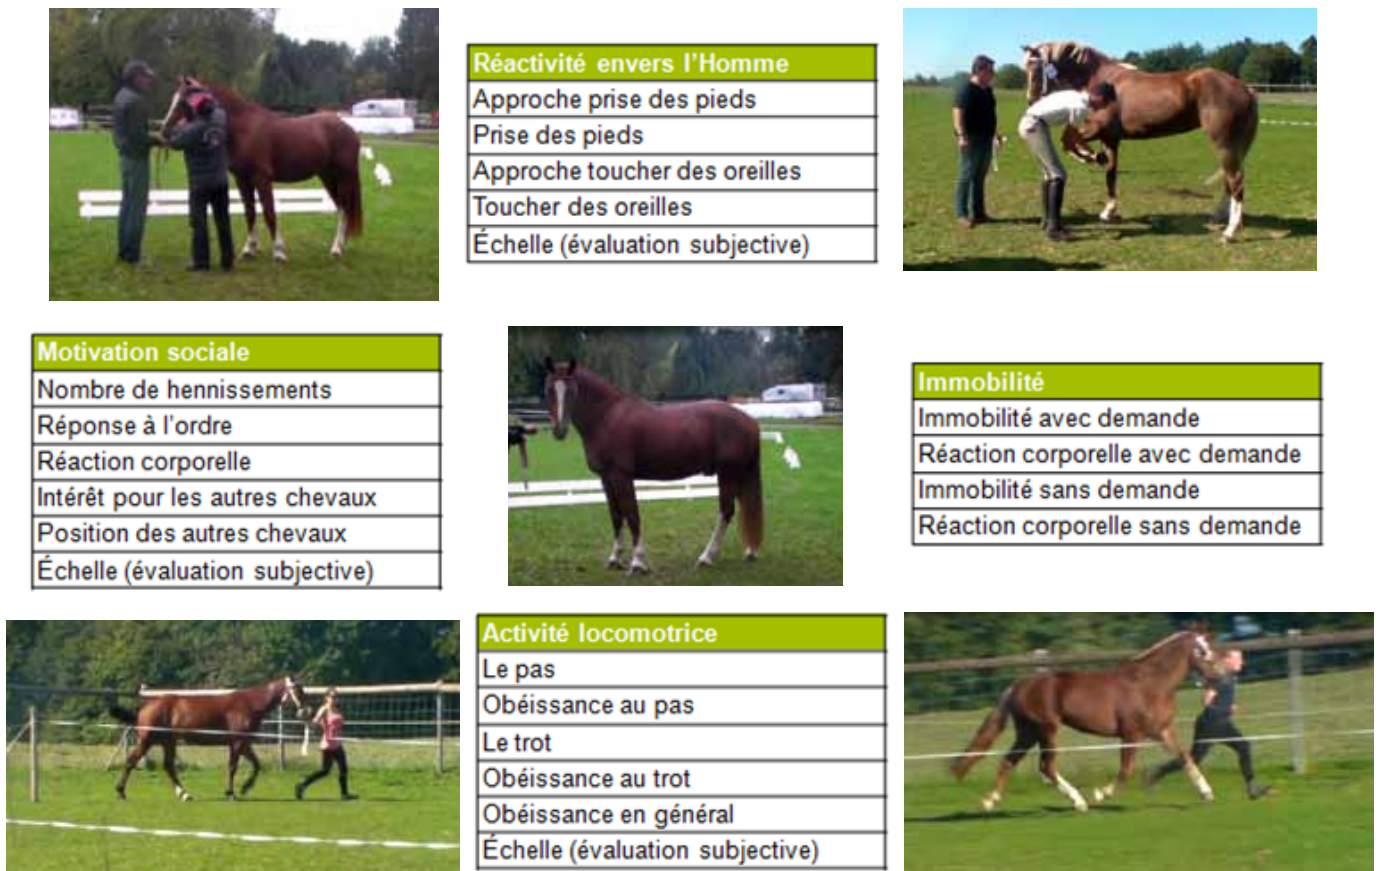 Réactivité envers l'Homme
Approche prise des pieds
Prise des pieds
Approche toucher des oreilles
Toucher des oreilles
Échelle (évaluation subjective)
Motivation sociale
Nombre de hennissements
Réponse à l'ordre
Réaction corporelle
Intérêt pour les autres chevaux
Position des autres chevaux
Échelle (évaluation subjective)
Immobilité
Immobilité avec demande
Réaction corporelle avec demande
Immobilité sans demande
Réaction corporelle sans demande
Activité locomotrice
Le pas
Obéissance au pas
Le trot
Obéissance au trot
Obéissance en général
Échelle (évaluation subjective)